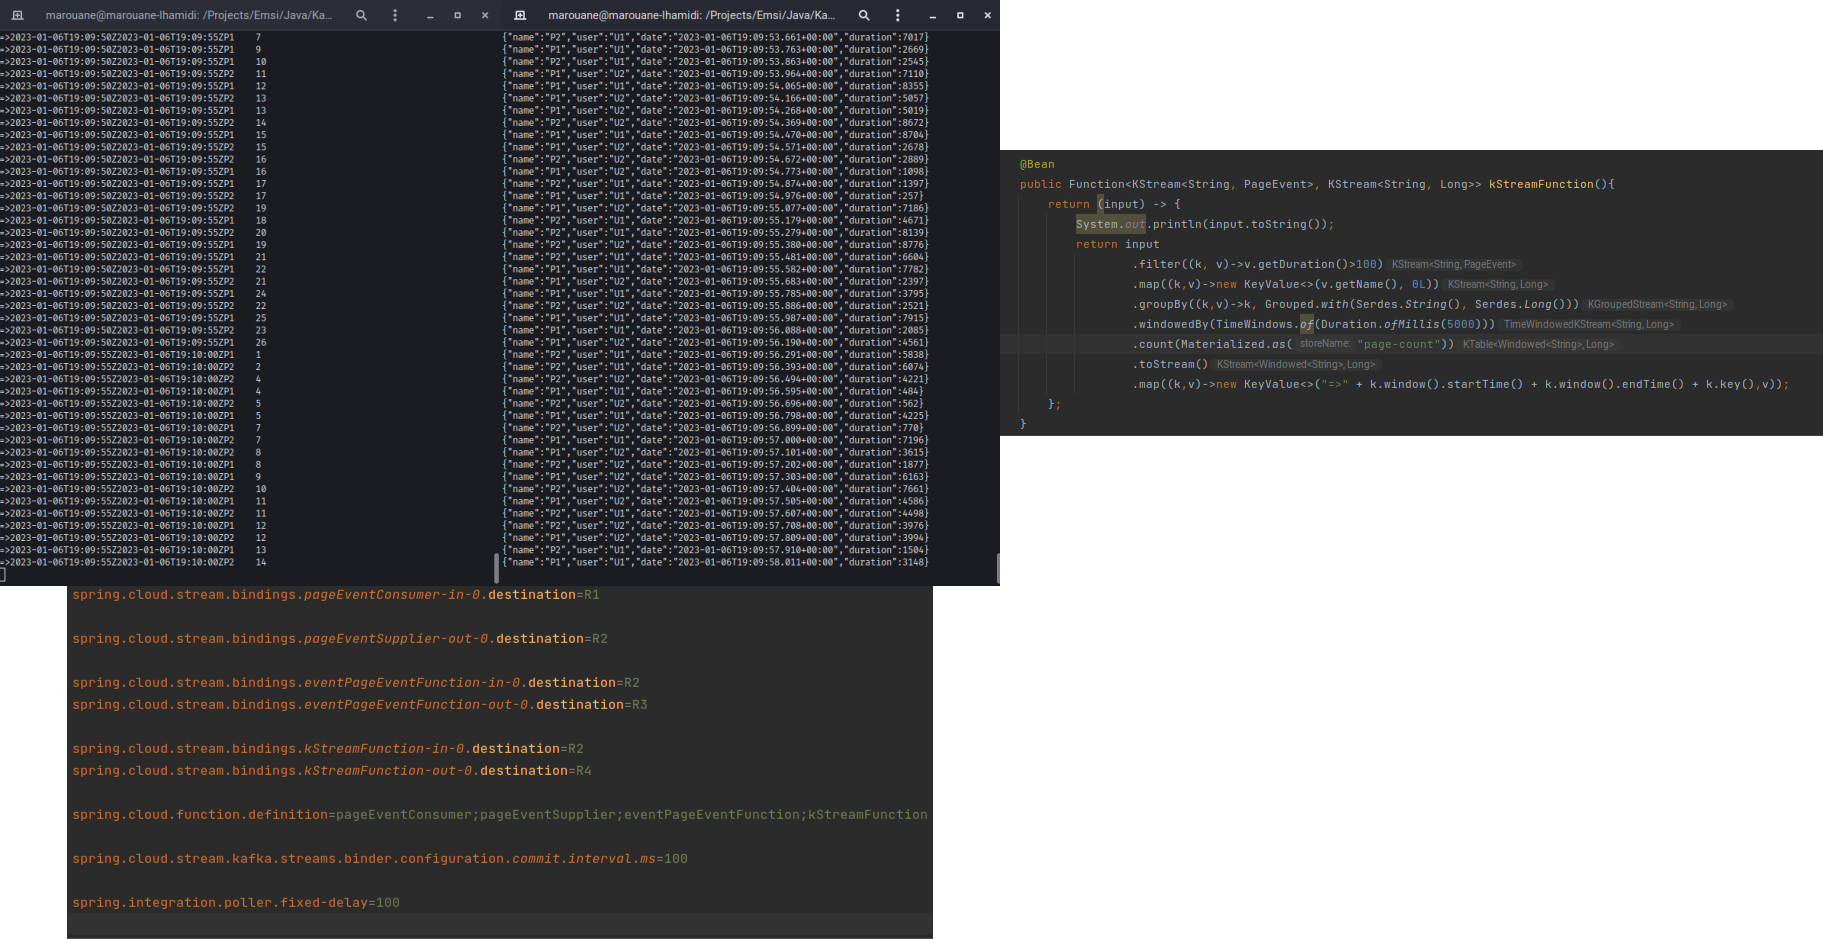 marouane@marouane-lhamidi: /Projects/Emsi/Java/Ka...
=>2023-01-06T19:09:50Z2023-01-06T19:09:55ZP1 7
=>2023-01-06T19:09:50Z2023-01-06T19:09:55ZP1 9
=>2023-01-06T19:09:50Z2023-01-06T19:09:55ZP1 10
=>2023-01-06T19:09:50Z2023-01-06T19:09:55ZP2 11
=>2023-01-06T19:09:50Z2023-01-06T19:09:55ZP1 12
=>2023-01-06T19:09:50Z2023-01-06T19:09:55ZP2 13
=>2023-01-06T19:09:50Z2023-01-06T19:09:55ZP1 13
=>2023-01-06T19:09:50Z2023-01-06T19:09:55ZP2 14
=>2023-01-06T19:09:50Z2023-01-06T19:09:55ZP1 15
=>2023-01-06T19:09:50Z2023-01-06T19:09:55ZP2 15
=>2023-01-06T19:09:50Z2023-01-06T19:09:55ZP2 16
=>2023-01-06T19:09:50Z2023-01-06T19:09:55ZP1 16
=>2023-01-06T19:09:50Z2023-01-06T19:09:55ZP1 17
=>2023-01-06T19:09:50Z2023-01-06T19:09:55ZP2 17
=>2023-01-06T19:09:50Z2023-01-06T19:09:55ZP2 19
=>2023-01-06T19:09:50Z2023-01-06T19:09:55ZP1 18
=>2023-01-06T19:09:50Z2023-01-06T19:09:55ZP2 20
=>2023-01-06T19:09:50Z2023-01-06T19:09:55ZP2 19
=>2023-01-06T19:09:50Z2023-01-06T19:09:55ZP1 21
=>2023-01-06T19:09:50Z2023-01-06T19:09:55ZP1 22
=>2023-01-06T19:09:50Z2023-01-06T19:09:55ZP2 21
=>2023-01-06T19:09:50Z2023-01-06T19:09:55ZP1 24
=>2023-01-06T19:09:50Z2023-01-06T19:09:55ZP2 22
=>2023-01-06T19:09:50Z2023-01-06T19:09:55ZP1 25
=>2023-01-06T19:09:50Z2023-01-06T19:09:55ZP2 23
=>2023-01-06T19:09:50Z2023-01-06T19:09:55ZP1 26
=>2023-01-06T19:09:55Z2023-01-06T19:10:00ZP1 1
=>2023-01-06T19:09:55Z2023-01-06T19:10:00ZP1 2
=>2023-01-06T19:09:55Z2023-01-06T19:10:00ZP2 4
=>2023-01-06T19:09:55Z2023-01-06T19:10:00ZP1 4
=>2023-01-06T19:09:55Z2023-01-06T19:10:00ZP2 5
=>2023-01-06T19:09:55Z2023-01-06T19:10:00ZP1 5
=>2023-01-06T19:09:55Z2023-01-06T19:10:00ZP1 7
=>2023-01-06T19:09:55Z2023-01-06T19:10:00ZP2 7
=>2023-01-06T19:09:55Z2023-01-06T19:10:00ZP2 8
=>2023-01-06T19:09:55Z2023-01-06T19:10:00ZP1 8
=>2023-01-06T19:09:55Z2023-01-06T19:10:00ZP1 9
=>2023-01-06T19:09:55Z2023-01-06T19:10:00ZP2 10
=>2023-01-06T19:09:55Z2023-01-06T19:10:00ZP1 11
=>2023-01-06T19:09:55Z2023-01-06T19:10:00ZP2 11
=>2023-01-06T19:09:55Z2023-01-06T19:10:00ZP2 12
=>2023-01-06T19:09:55Z2023-01-06T19:10:00ZP2 12
=>2023-01-06T19:09:55Z2023-01-06T19:10:00ZP1 13
=>2023-01-06T19:09:55Z2023-01-06T19:10:00ZP2 14
marouane@marouane-lhamidi: /Projects/Emsi/Java/Ka...
{"name":"P2","user":"U1","date":"2023-01-06T19:09:53.661+00:00","duration":7017}
{"name":"P1","user":"U1","date":"2023-01-06T19:09:53.763+00:00","duration":2669}
{"name":"P2","user":"U1","date":"2023-01-06T19:09:53.863+00:00","duration":2545}
{"name":"P1","user":"U2","date":"2023-01-06T19:09:53.964+00:00","duration":7110}
{"name":"P1","user":"U1","date":"2023-01-06T19:09:54.065+00:00","duration":8355}
{"name":"P2","user":"U2","date":"2023-01-06T19:09:54.166+00:00","duration":5057}
{"name":"P1","user":"U2","date":"2023-01-06T19:09:54.268+00:00","duration":5019}
{"name":"P2","user":"U2","date":"2023-01-06T19:09:54.369+00:00","duration":8672}
{"name":"P1","user":"U1","date":"2023-01-06T19:09:54.470+00:00","duration":8704}
{"name":"P2","user":"U2","date":"2023-01-06T19:09:54.571+00:00","duration":2678}
{"name":"P2","user":"U2","date":"2023-01-06T19:09:54.672+00:00","duration":2889}
{"name":"P1","user":"U2","date":"2023-01-06T19:09:54.773+00:00","duration":1098}
{"name":"P2","user":"U1","date":"2023-01-06T19:09:54.874+00:00","duration":1397}
{"name":"P1","user":"U1","date":"2023-01-06T19:09:54.976+00:00","duration":257}
{"name":"P1","user":"U2","date":"2023-01-06T19:09:55.077+00:00","duration":7186}
{"name":"P2","user":"U1","date":"2023-01-06T19:09:55.179+00:00","duration":4671}
{"name":"P2","user":"U1","date":"2023-01-06T19:09:55.279+00:00","duration":8139}
{"name":"P1","user":"U2","date":"2023-01-06T19:09:55.380+00:00","duration":8776}
{"name":"P2","user":"U1","date":"2023-01-06T19:09:55.481+00:00","duration":6604}
{"name":"P1","user":"U1","date":"2023-01-06T19:09:55.582+00:00","duration":7782}
{"name":"P2","user":"U2","date":"2023-01-06T19:09:55.683+00:00","duration":2397}
{"name":"P1","user":"U1","date":"2023-01-06T19:09:55.785+00:00","duration":3795}
{"name":"P2","user":"U2","date":"2023-01-06T19:09:55.886+00:00","duration":2521}
{"name":"P1","user":"U1","date":"2023-01-06T19:09:55.987+00:00","duration":7915}
{"name":"P1","user":"U1","date":"2023-01-06T19:09:56.088+00:00","duration":2085}
{"name":"P2","user":"U2","date":"2023-01-06T19:09:56.190+00:00","duration":4561}
{"name":"P2","user":"U1","date":"2023-01-06T19:09:56.291+00:00","duration":5838}
{"name":"P1","user":"U2","date":"2023-01-06T19:09:56.393+00:00","duration":6074}
{"name":"P2","user":"U2","date":"2023-01-06T19:09:56.494+00:00","duration":4221}
{"name":"P1","user":"U1","date":"2023-01-06T19:09:56.595+00:00","duration":484}
{"name":"P2","user":"U2","date":"2023-01-06T19:09:56.696+00:00","duration":562}
{"name":"P1","user":"U1","date":"2023-01-06T19:09:56.798+00:00","duration":4225}
{"name":"P2","user":"U2","date":"2023-01-06T19:09:56.899+00:00","duration":770}
{"name":"P2","user":"U1","date":"2023-01-06T19:09:57.000+00:00","duration":7196}
{"name":"P1","user":"U2","date":"2023-01-06T19:09:57.101+00:00","duration":3615}
{"name":"P2","user":"U2","date":"2023-01-06T19:09:57.202+00:00","duration":1877}
{"name":"P1","user":"U2","date":"2023-01-06T19:09:57.303+00:00","duration":6163}
{"name":"P2","user":"U2","date":"2023-01-06T19:09:57.404+00:00","duration":7661}
{"name":"P1","user":"U2","date":"2023-01-06T19:09:57.505+00:00","duration":4586}
{"name":"P2","user":"U1","date":"2023-01-06T19:09:57.607+00:00","duration":4498}
{"name":"P2","user":"U2","date":"2023-01-06T19:09:57.708+00:00","duration":3976}
{"name":"P1","user":"U2","date":"2023-01-06T19:09:57.809+00:00","duration":3994}
{"name":"P2","user":"U1","date":"2023-01-06T19:09:57.910+00:00","duration":1504}
{"name":"P1","user":"U1","date":"2023-01-06T19:09:58.011+00:00","duration":3148}
@Bean
public Function<KStream<String, PageEvent>, KStream<String, Long>> kStreamFunction(){
return (input) -> {
System.out.println(input.toString());
return input
.filter((k, v)->v.getDuration()>100) KStream<String, PageEvent>
.map((k,v)->new KeyValue<>(v.getName(), 0L)) KStream<String, Long>
.groupBy((k,v)->k, Grouped.with(Serdes.String(), Serdes.Long())) KGroupedStream<String, Long>
.windowedBy(TimeWindows.of(Duration.ofMillis(5000))) TimeWindowedKStream<String, Long>
.count(Materialized.as( storeName: "page-count")) KTable<Windowed<String>, Long>
.toStream() KStream<Windowed<String>, Long>
.map((k,v)->new KeyValue<>("=>" + k.window().startTime() + k.window().endTime() + k.key(),v));
};
}
spring.cloud.stream.bindings.pageEventConsumer-in-0.destination=R1
spring.cloud.stream.bindings.pageEventSupplier-out-0.destination=R2
spring.cloud.stream.bindings.eventPageEventFunction-in-0.destination=R2
spring.cloud.stream.bindings.eventPageEventFunction-out-0.destination=R3
spring.cloud.stream.bindings.kStreamFunction-in-0.destination=R2
spring.cloud.stream.bindings.kStreamFunction-out-0.destination=R4
spring.cloud.function.definition=pageEventConsumer;pageEventSupplier;eventPageEventFunction;kStreamFunction
spring.cloud.stream.kafka.streams.binder.configuration.commit.interval.ms=100
spring.integration.poller.fixed-delay=100